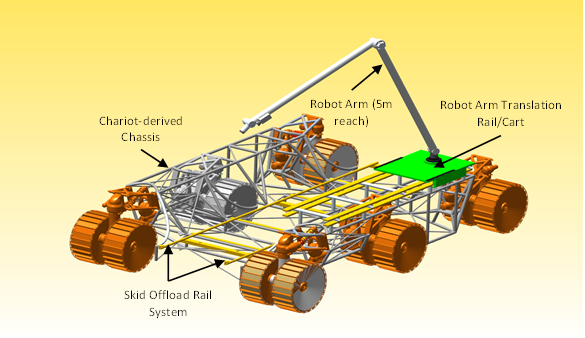 Robot Arm (5m
reach)
Robot Arm Translation
Rail/Cart
Chariot-derived
Chassis
Skid Offload Rail
System